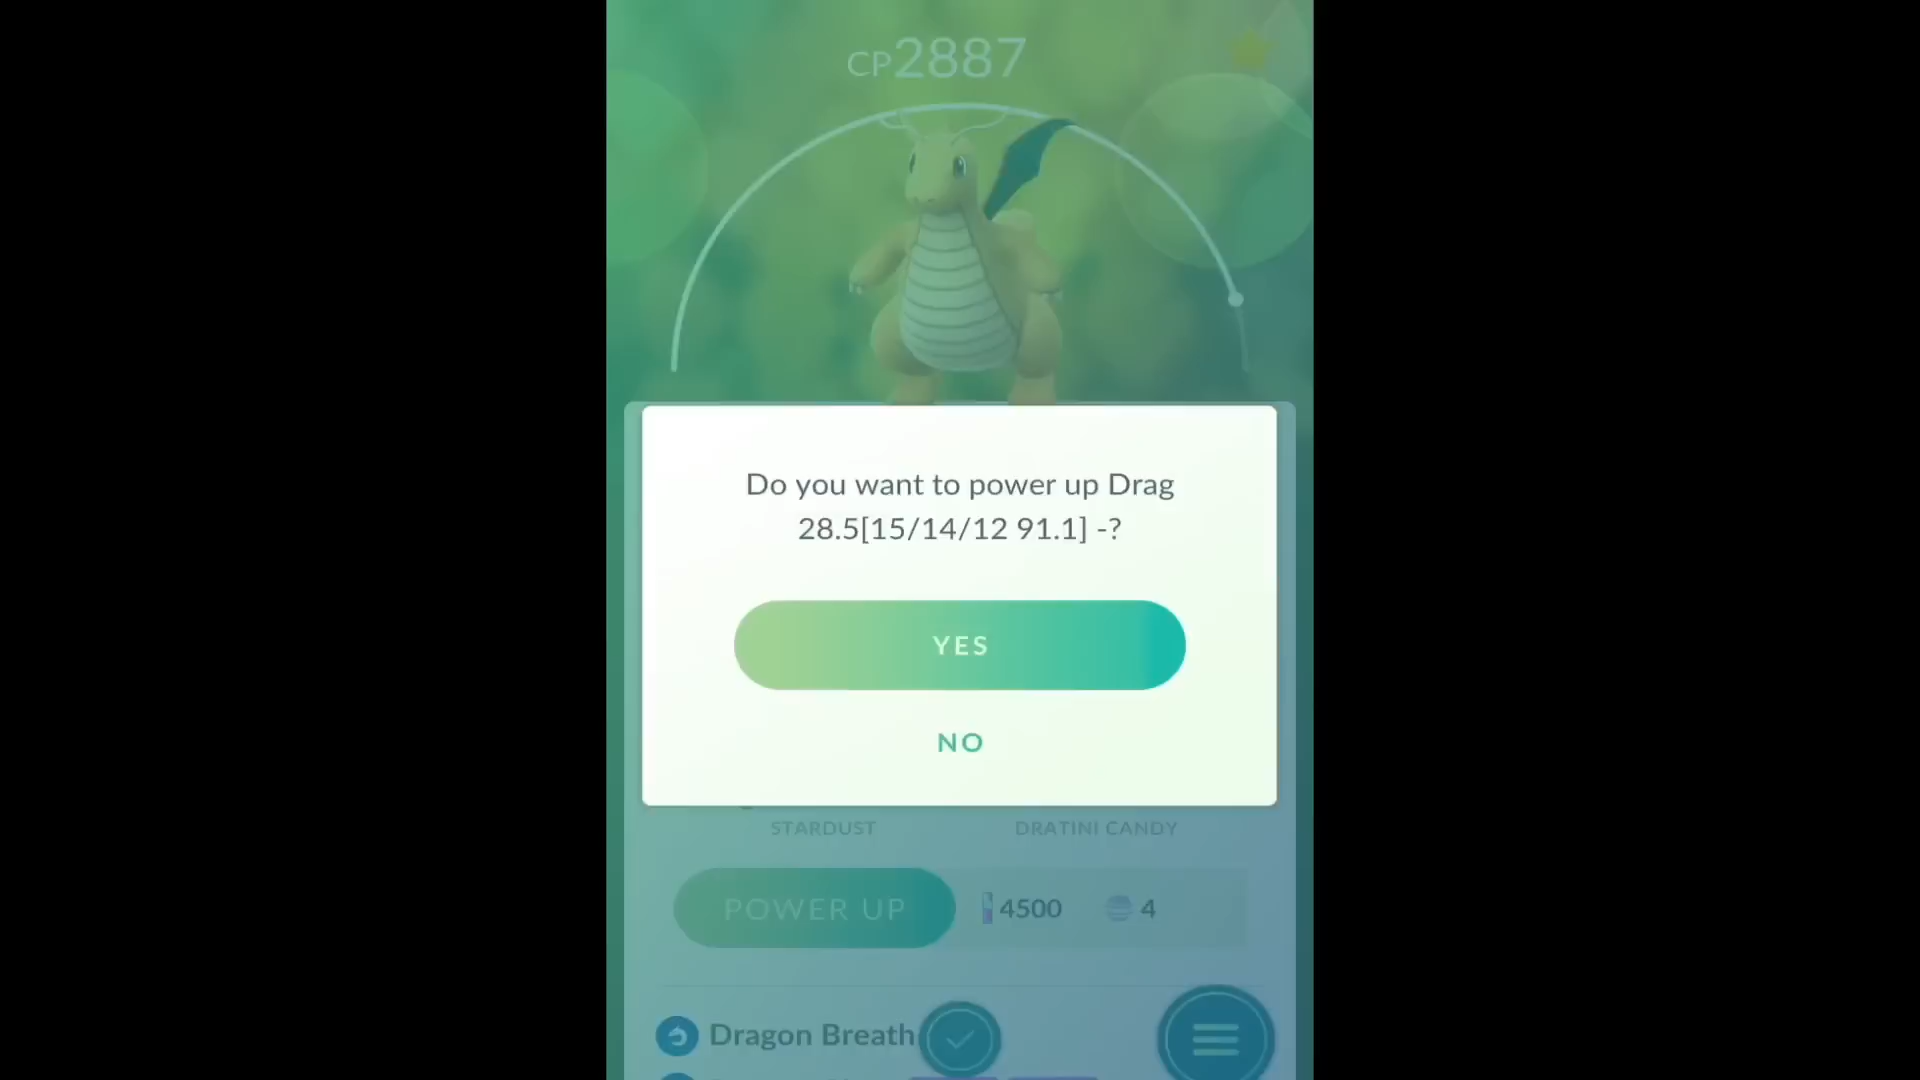 CP2887
Do you want to power up Drag
28.5[15/14/12 91.1] -?
YES
NO
STARDUST
DRATINI CANDY
POWER UP
4500
4
Dragon Breath